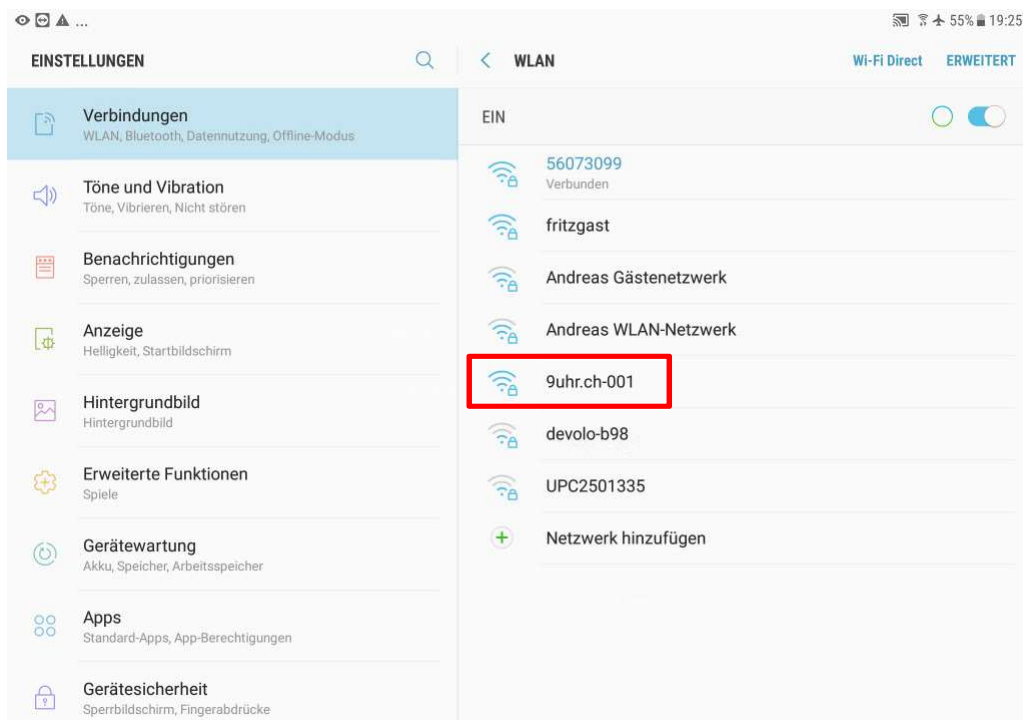 ... 55% 19:25
EINSTELLUNGEN
Verbindungen
WLAN, Bluetooth, Datennutzung, Offline-Modus
Töne und Vibration
Töne, Vibrieren, Nicht stören
Benachrichtigungen
Sperren, zulassen, priorisieren
Anzeige
Helligkeit, Startbildschirm
Hintergrundbild
Hintergrundbild
Erweiterte Funktionen
Spiele
Gerätewartung
Akku, Speicher, Arbeitsspeicher
Apps
Standard-Apps, App-Berechtigungen
Gerätesicherheit
Sperrbildschirm, Fingerabdrücke
WLAN Wi-Fi Direct ERWEITERT
EIN
56073099
Verbunden
fritzgast
Andreas Gästenetzwerk
Andreas WLAN-Netzwerk
9uhr.ch-001
devolo-b98
UPC2501335
Netzwerk hinzufügen